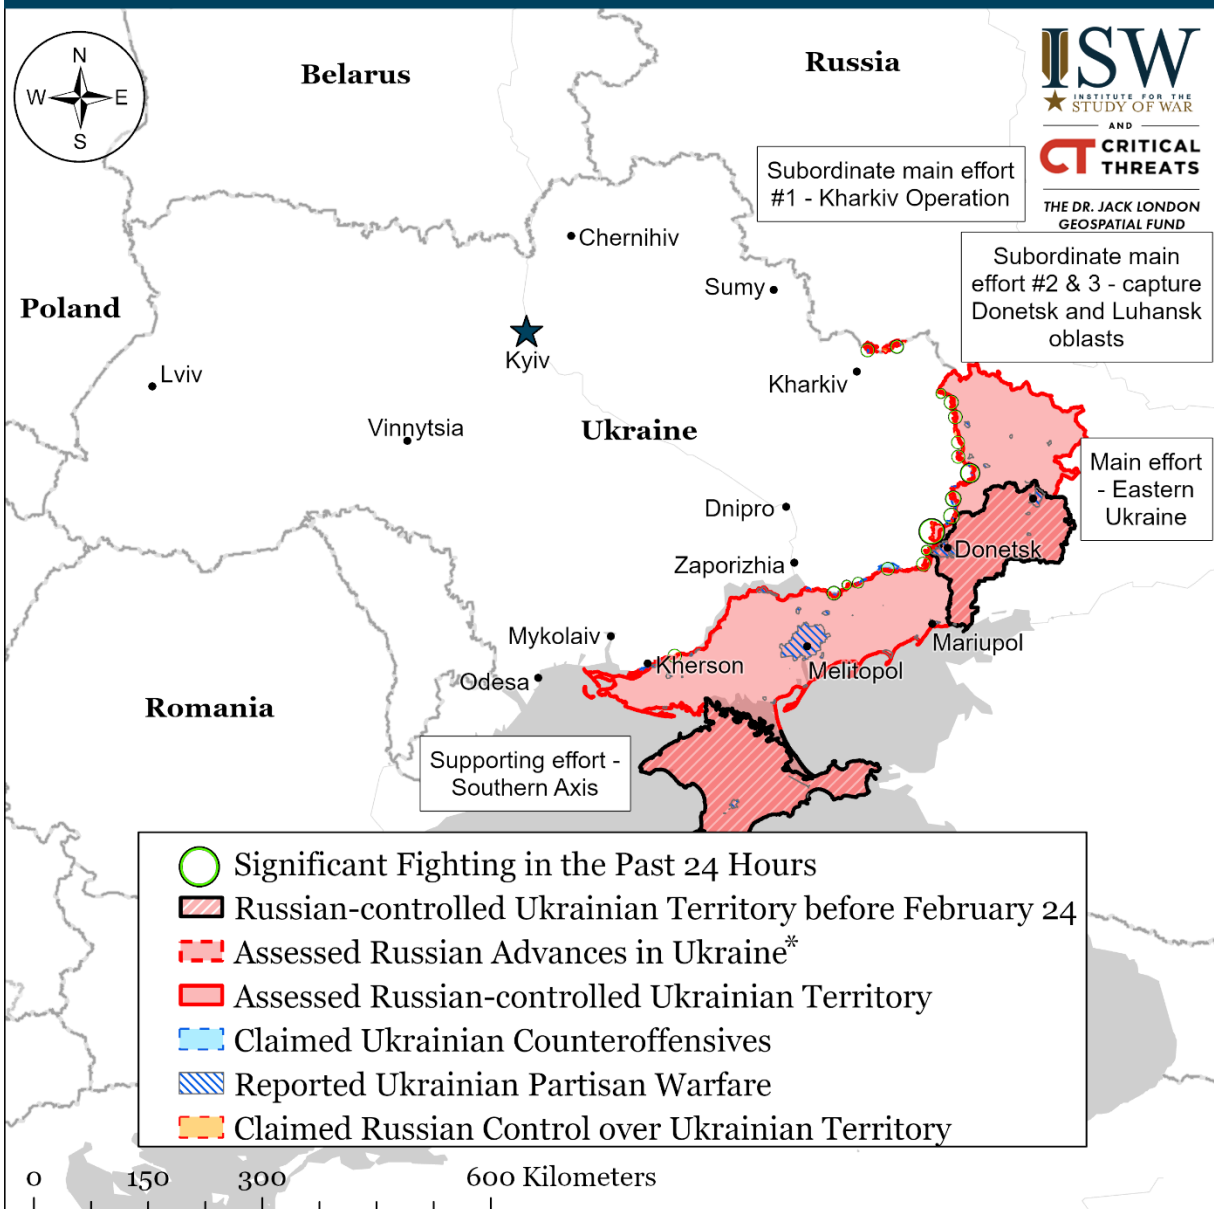 N
W
E
S
Belarus
Russia
ISW
INSTITUTE FOR THE
STUDY OF WAR
AND
CT CRITICAL
THREATS
THE DR. JACK LONDON
GEOSPATIAL FUND
Subordinate main effort
#1 - Kharkiv Operation
Subordinate main
effort #2 & 3 - capture
Donetsk and Luhansk
oblasts
Chernihiv
Sumy
Poland
Kyiv
Lviv
Kharkiv
Vinnytsia
Ukraine
Main effort
- Eastern
Ukraine
Dnipro
Donetsk
Zaporizhia
Mykolaiv
Mariupol
Kherson
Melitopol
Odesa
Romania
Supporting effort -
Southern Axis
Significant Fighting in the Past 24 Hours
Russian-controlled Ukrainian Territory before February 24
Assessed Russian Advances in Ukraine*
Assessed Russian-controlled Ukrainian Territory
Claimed Ukrainian Counteroffensives
Reported Ukrainian Partisan Warfare
Claimed Russian Control over Ukrainian Territory
0 150 300 600 Kilometers